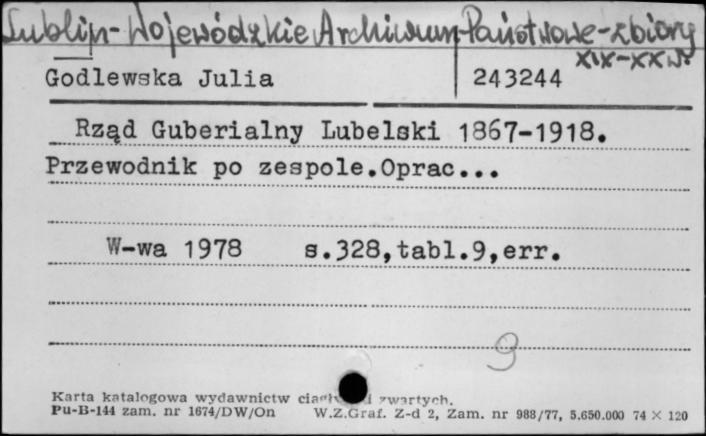 Lublin-Wojewódzkie Archiwum Państwowe-zbiory
XIX-XX w.
Godlewska Julia 243244
Rząd Guberialny Lubelski 1867-1918.
Przewodnik po zespole.Oprac...
W-wa 1978 s.328,tabl.9,err.
9
Karta katalogowa wydawnictw zwartych.
Pu-B-144 zam. nr 1674/DW/On W.Z.Graf. Z-d 2, Zam. nr 988/77, 5.650.000 74 × 120